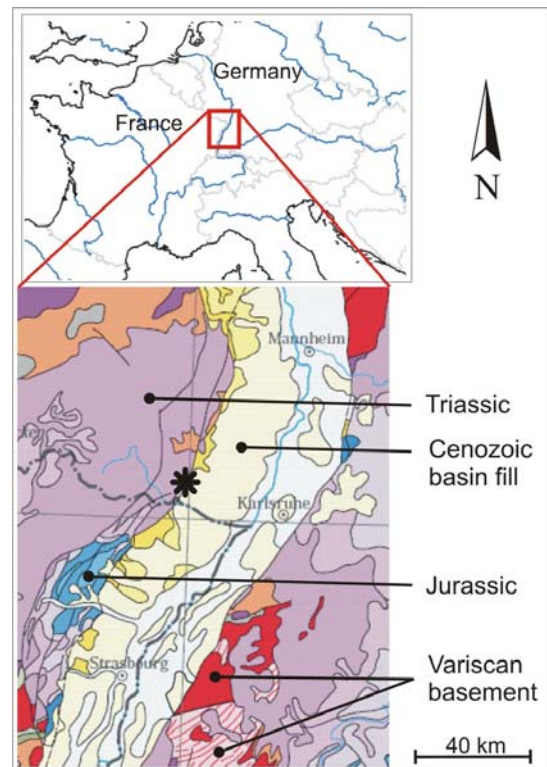 Germany
France
N
Mannheim
Triassic
Cenozoic
basin fill
Karlsruhe
Jurassic
Strasbourg
Variscan
basement
40 km